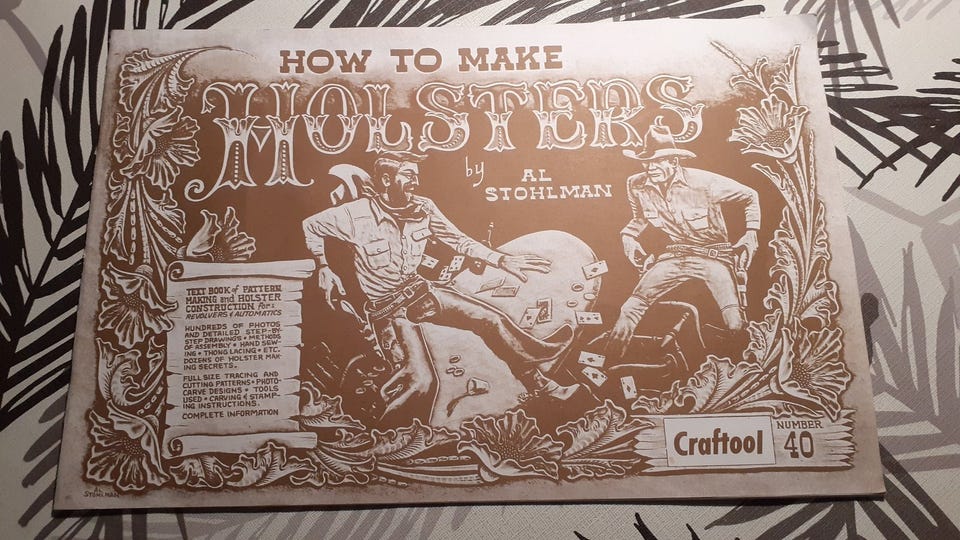 HOW TO MAKE
HOLSTERS
by AL
STOHLMAN
TEXT BOOK of PATTERN
MAKING and HOLSTER
CONSTRUCTION for:
REVOLVERS & AUTOMATICS
HUNDREDS OF PHOTOS
AND DETAILED STEP-BY-
STEP DRAWINGS • METHODS
OF ASSEMBLY • HAND SEW-
ING • THONG LACING • ETC.
DOZENS OF HOLSTER MAK-
ING SECRETS.
FULL SIZE TRACING AND
CUTTING PATTERNS • PHOTO-
CARVE DESIGNS • TOOLS
USED • CARVING & STAMP-
ING INSTRUCTIONS.
COMPLETE INFORMATION
Craftool
NUMBER
40
AL
STOHLMAN